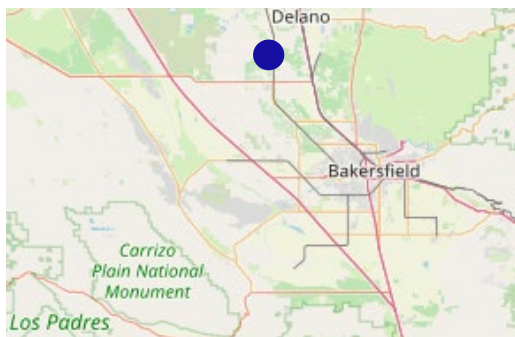 Delano
Bakersfield
Carrizo
Plain National
Monument
Los Padres